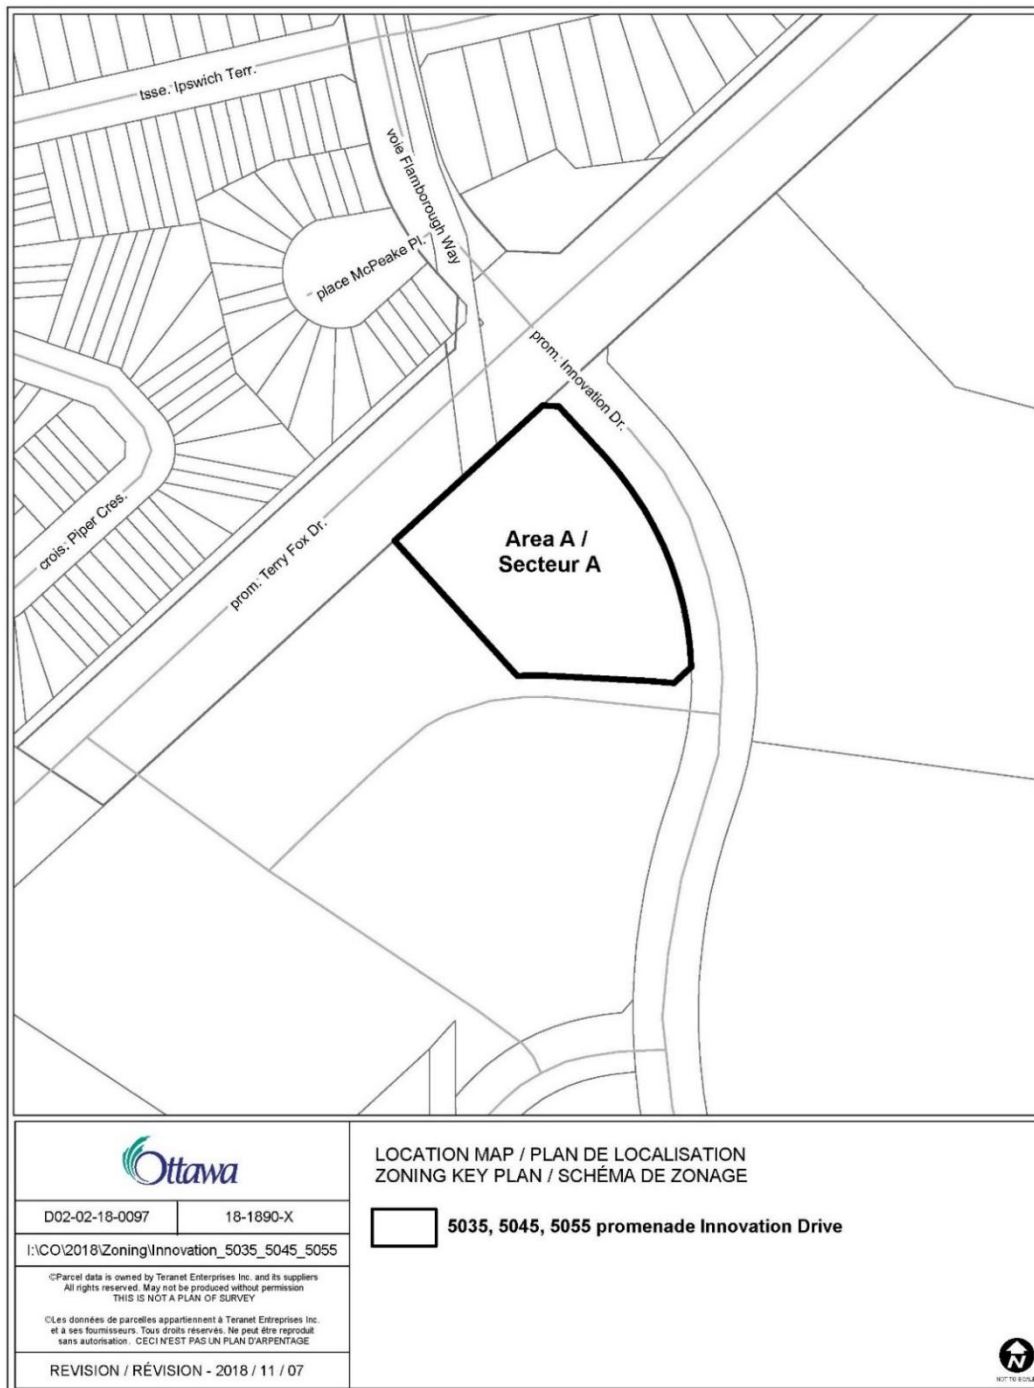 tsse. Ipswich Terr.
voie Flamborough Way
place McPeake Pl.
prom. Innovation Dr.
crois. Piper Cres.
prom. Terry Fox Dr.
Area A /
Secteur A
Ottawa
D02-02-18-0097
18-1890-X
I:\CO\2018\Zoning\Innovation_5035_5045_5055
©Parcel data is owned by Teranet Enterprises Inc. and its suppliers
All rights reserved. May not be produced without permission
THIS IS NOT A PLAN OF SURVEY
©Les données de parcelles appartiennent à Teranet Entreprises Inc.
et à ses fournisseurs. Tous droits réservés. Ne peut être reproduit
sans autorisation. CECI N'EST PAS UN PLAN D'ARPENTAGE
REVISION / RÉVISION - 2018 / 11 / 07
LOCATION MAP / PLAN DE LOCALISATION
ZONING KEY PLAN / SCHÉMA DE ZONAGE
5035, 5045, 5055 promenade Innovation Drive
N
NOT TO SCALE